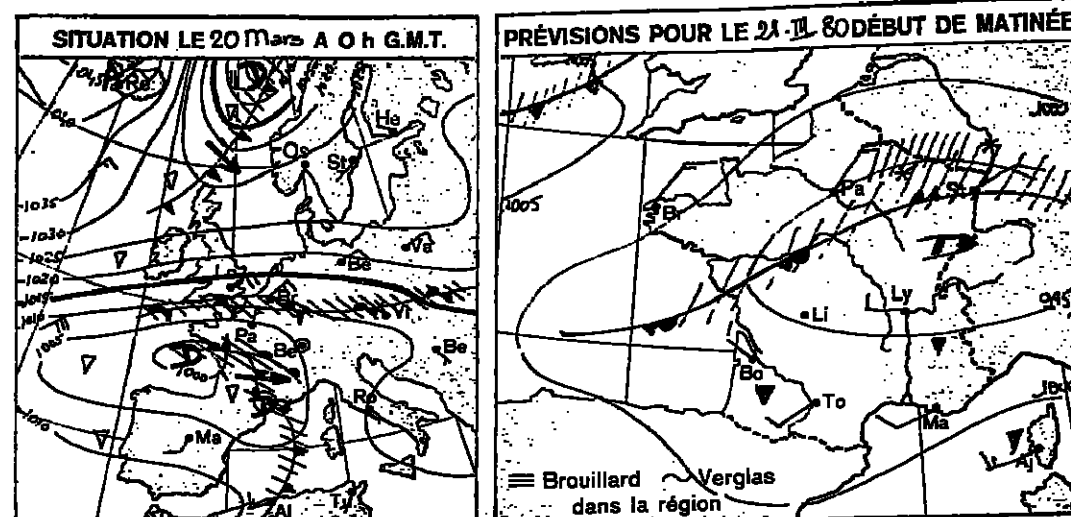 SITUATION LE 20 Mars A 0 h G.M.T.
He
Os
St
1035
1030
1025
1020
1015
1010
1005
Va
Be
Br
Vi
Pa
Be
Be
1000
Ro
1010
Ma
Al
Tu
PRÉVISIONS POUR LE 21-III-80 DÉBUT DE MATINÉE
1005
Br
Pa
St
Li
Ly
Bo
To
Ma
Aj
Brouillard Verglas
dans la région